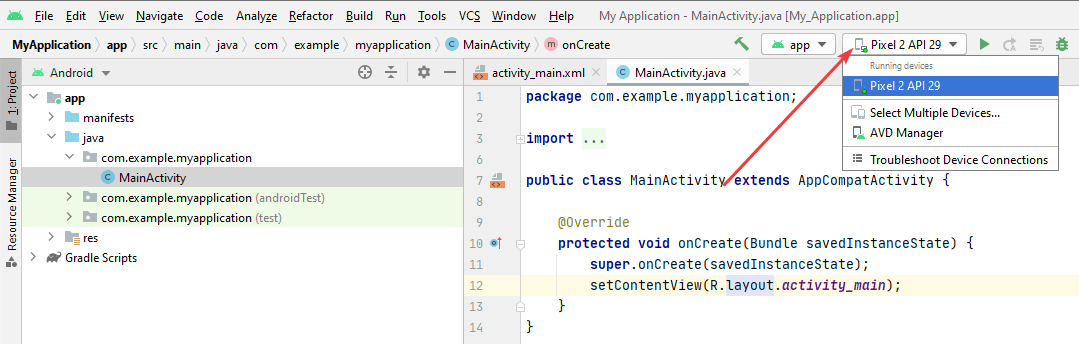 File Edit View Navigate Code Analyze Refactor Build Run Tools VCS Window Help My Application - MainActivity.java [My_Application.app]
MyApplication app src main java com example myapplication MainActivity onCreate app Pixel 2 API 29
Running devices
Pixel 2 API 29
Select Multiple Devices...
AVD Manager
Troubleshoot Device Connections
1: Project
Resource Manager
Android
app
manifests
java
com.example.myapplication
MainActivity
com.example.myapplication (androidTest)
com.example.myapplication (test)
res
Gradle Scripts
activity_main.xml MainActivity.java
1 package com.example.myapplication;
2
3 import ...
6
7 public class MainActivity extends AppCompatActivity {
8
9 @Override
10 protected void onCreate(Bundle savedInstanceState) {
11 super.onCreate(savedInstanceState);
12 setContentView(R.layout.activity_main);
13 }
14 }